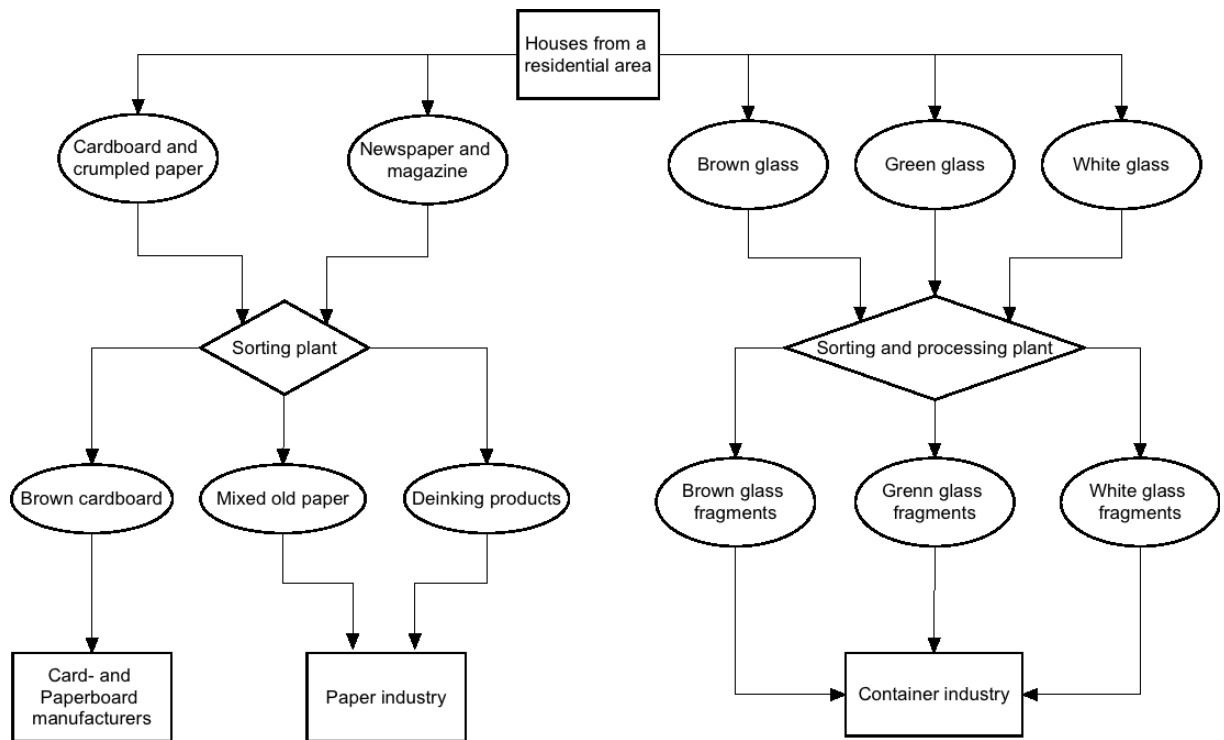 Houses from a
residential area
Cardboard and
crumpled paper
Newspaper and
magazine
Brown glass
Green glass
White glass
Sorting plant
Sorting and processing plant
Brown cardboard
Mixed old paper
Deinking products
Brown glass
fragments
Grenn glass
fragments
White glass
fragments
Card- and
Paperboard
manufacturers
Paper industry
Container industry